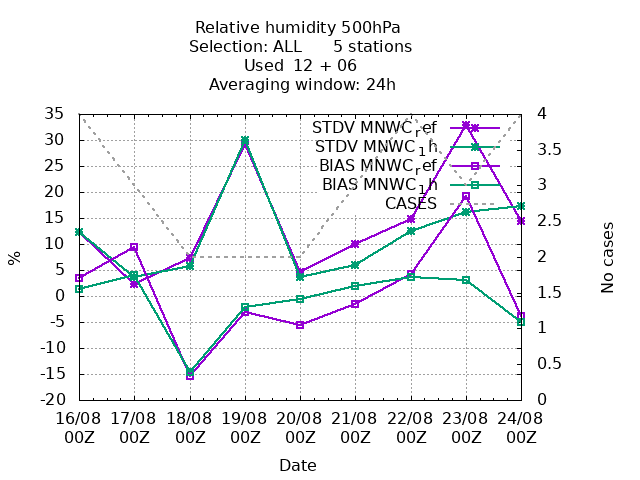 Relative humidity 500hPa
Selection: ALL 5 stations
Used 12 + 06
Averaging window: 24h
35
30
25
20
15
10
5
0
-5
-10
-15
-20
%
STDV MNWC_ref
STDV MNWC_1h
BIAS MNWC_ref
BIAS MNWC_1h
CASES
4
3.5
3
2.5
2
1.5
1
0.5
0
No cases
16/08 17/08 18/08 19/08 20/08 21/08 22/08 23/08 24/08
00Z 00Z 00Z 00Z 00Z 00Z 00Z 00Z 00Z
Date